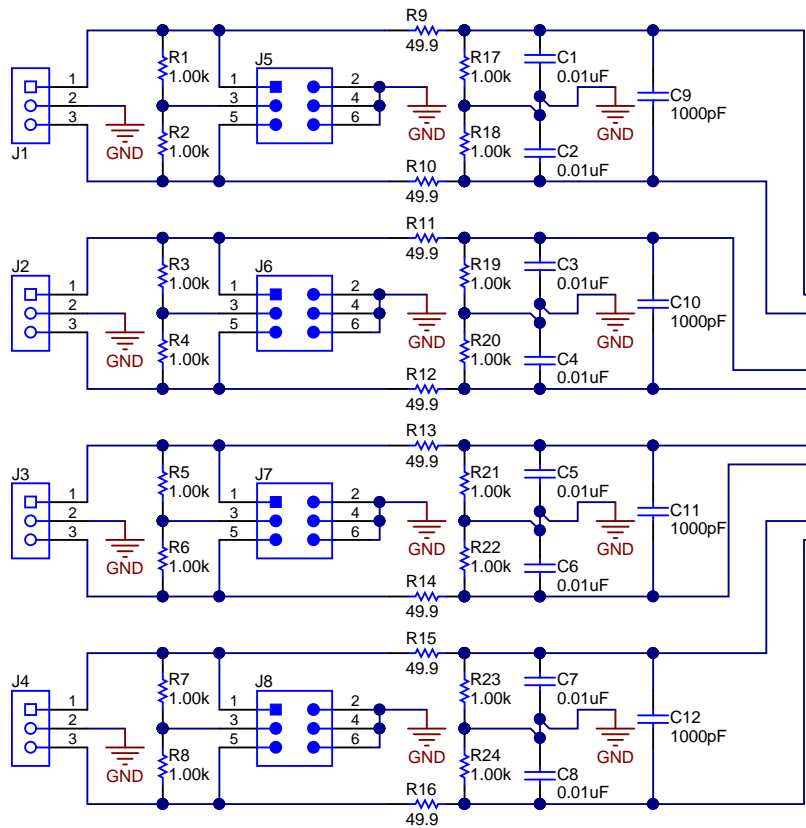 R9
49.9
J1
1
2
3
GND
R1
1.00k
R2
1.00k
J5
1
3
5
2
4
6
GND
R10
49.9
R17
1.00k
R18
1.00k
C1
0.01uF
C2
0.01uF
GND
C9
1000pF
R11
49.9
J2
1
2
3
GND
R3
1.00k
R4
1.00k
J6
1
3
5
2
4
6
GND
R12
49.9
R19
1.00k
R20
1.00k
C3
0.01uF
C4
0.01uF
GND
C10
1000pF
R13
49.9
J3
1
2
3
GND
R5
1.00k
R6
1.00k
J7
1
3
5
2
4
6
GND
R14
49.9
R21
1.00k
R22
1.00k
C5
0.01uF
C6
0.01uF
GND
C11
1000pF
R15
49.9
J4
1
2
3
GND
R7
1.00k
R8
1.00k
J8
1
3
5
2
4
6
GND
R16
49.9
R23
1.00k
R24
1.00k
C7
0.01uF
C8
0.01uF
GND
C12
1000pF